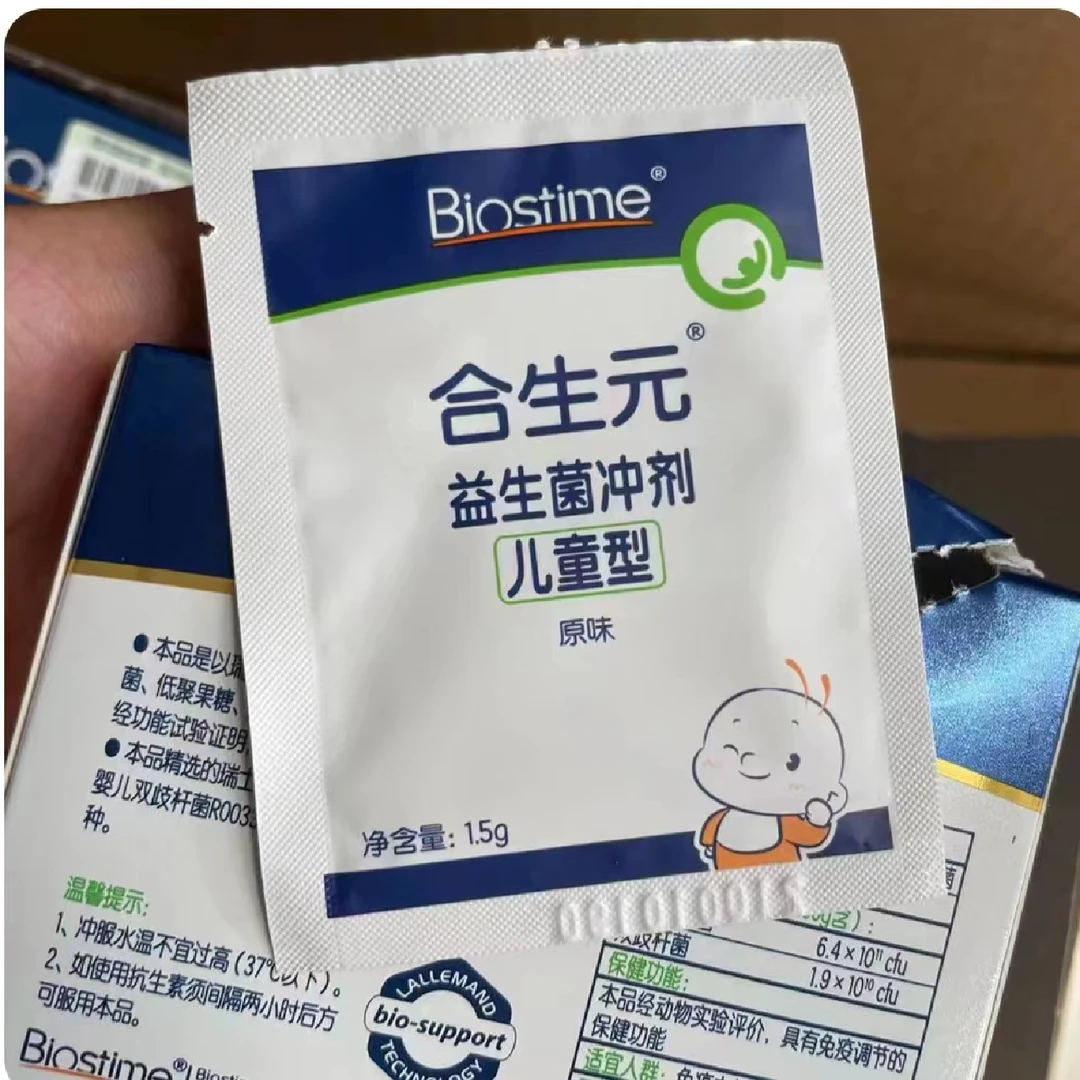 Biostime®
合生元®
益生菌冲剂
儿童型
原味
净含量: 1.5g
●本品是以瑞
菌、低聚果糖、
经功能试验证明
●本品精选的瑞士
婴儿双歧杆菌R003
种。
温馨提示:
1、冲服水温不宜过高(37℃以下)。
2、如使用抗生素须间隔两小时后方
可服用本品。
Biostime®
LALLEMAND
bio-support
TECHNOLOGY
歧杆菌
6.4×10¹¹ cfu
1.9×10¹⁰ cfu
保健功能:
本品经动物实验评价，具有免疫调节的
保健功能
适宜人群: